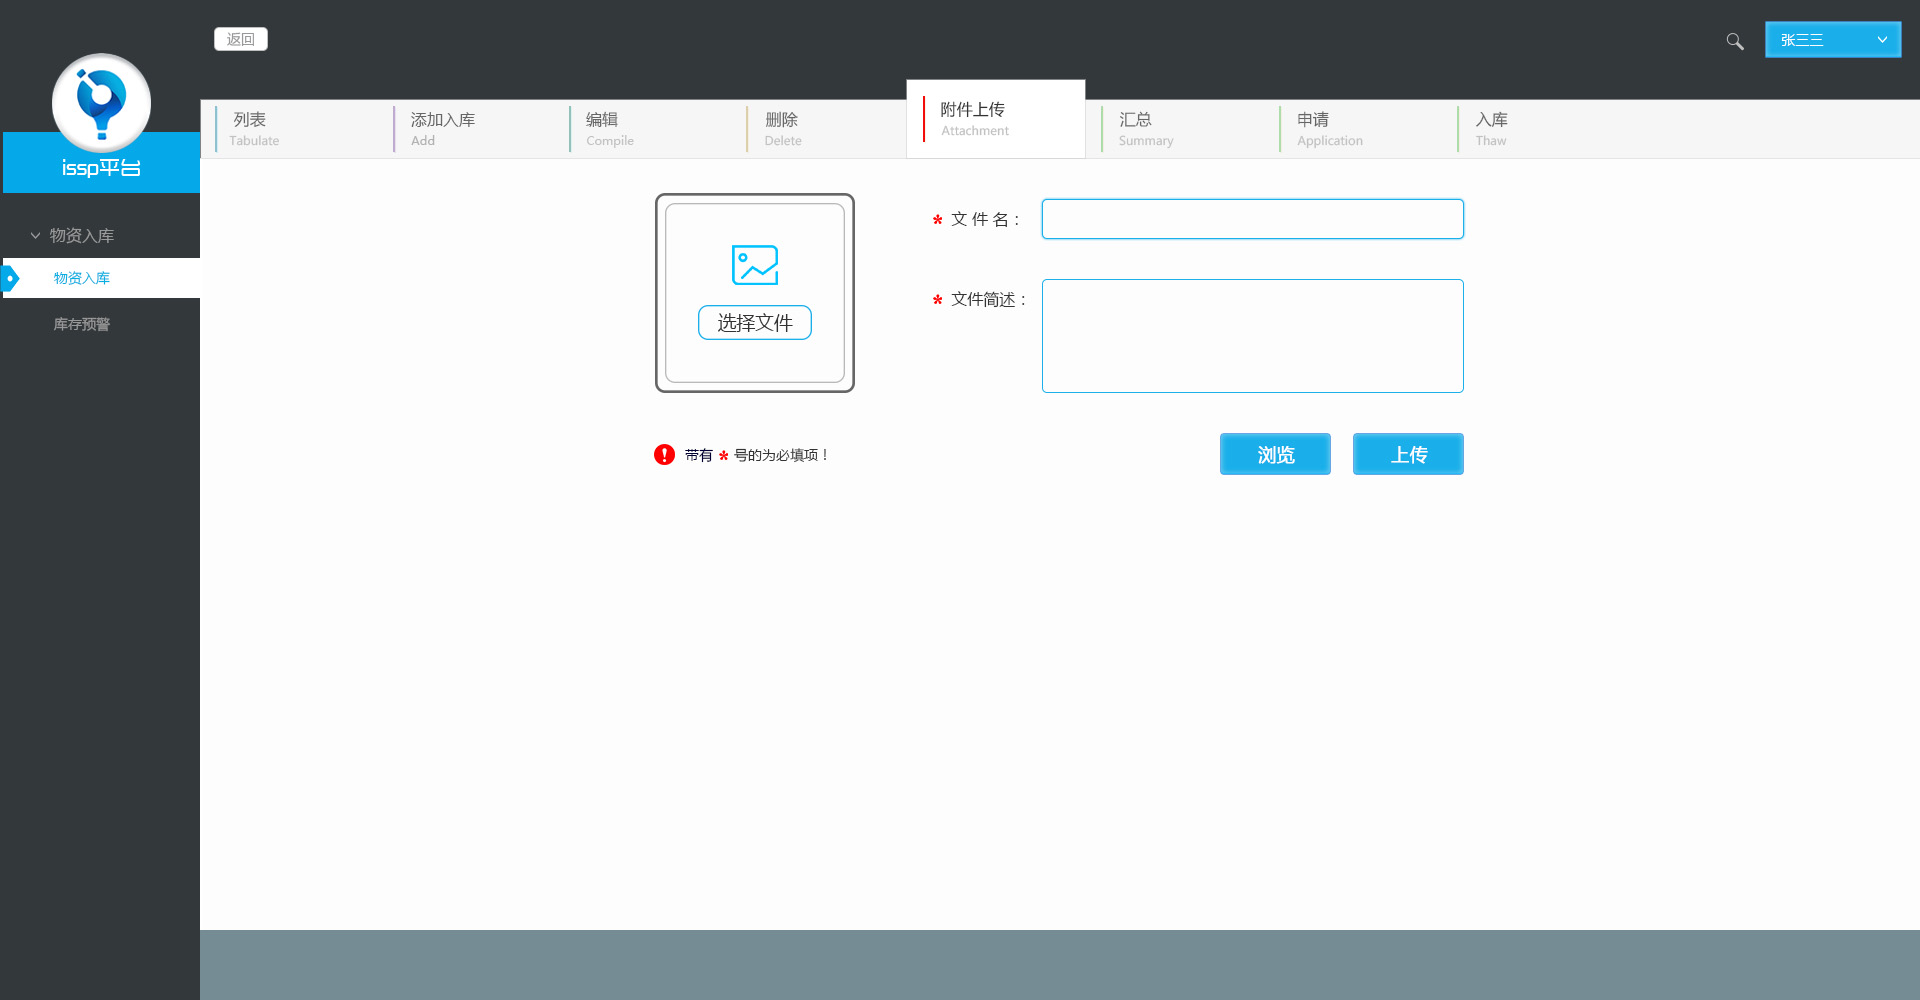 返回
张三三
issp平台
物资入库
物资入库
库存预警
列表
Tabulate
添加入库
Add
编辑
Compile
删除
Delete
附件上传
Attachment
汇总
Summary
申请
Application
入库
Thaw
选择文件
* 文 件 名：
* 文件简述：
带有 * 号的为必填项！
浏览
上传